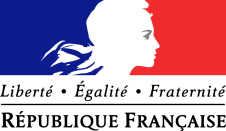 Liberté • Égalité • Fraternité
RÉPUBLIQUE FRANÇAISE